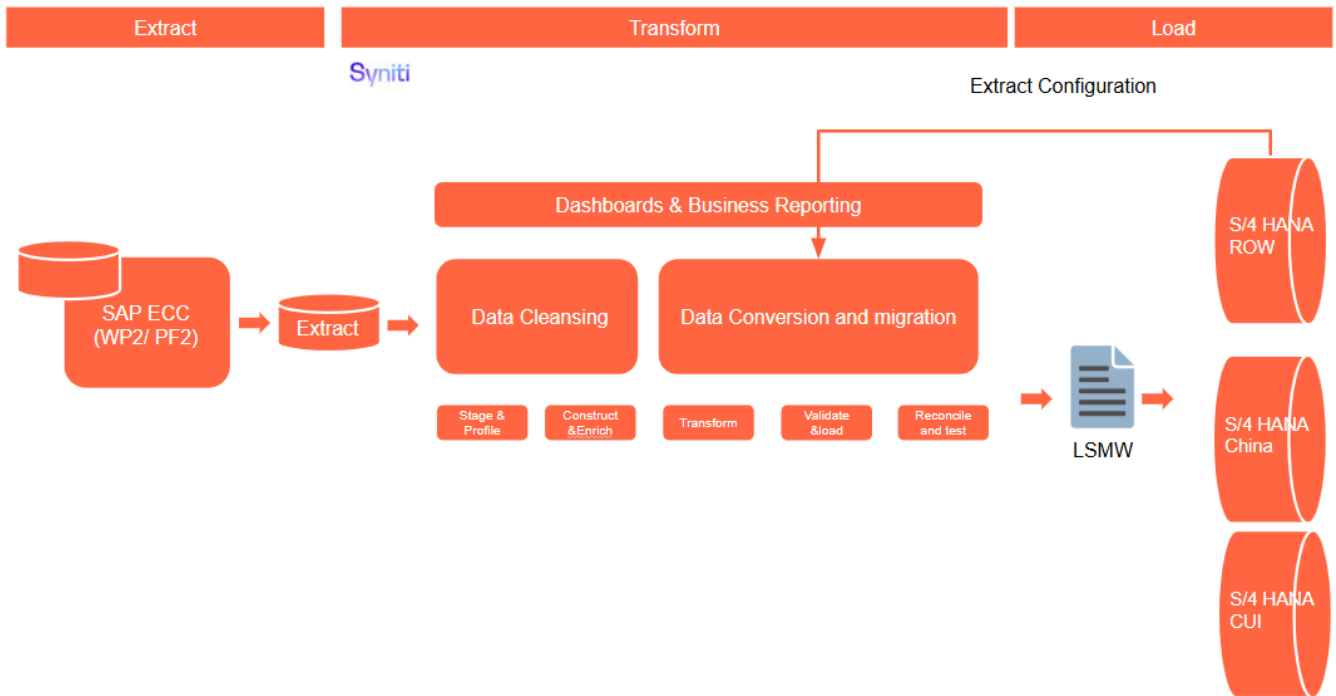 Extract
Transform
Load
Syniti
Extract Configuration
Dashboards & Business Reporting
S/4 HANA
ROW
SAP ECC
(WP2/ PF2)
Extract
Data Cleansing
Data Conversion and migration
Stage &
Profile
Construct
&Enrich
Transform
Validate
&load
Reconcile
and test
LSMW
S/4 HANA
China
S/4 HANA
CUI